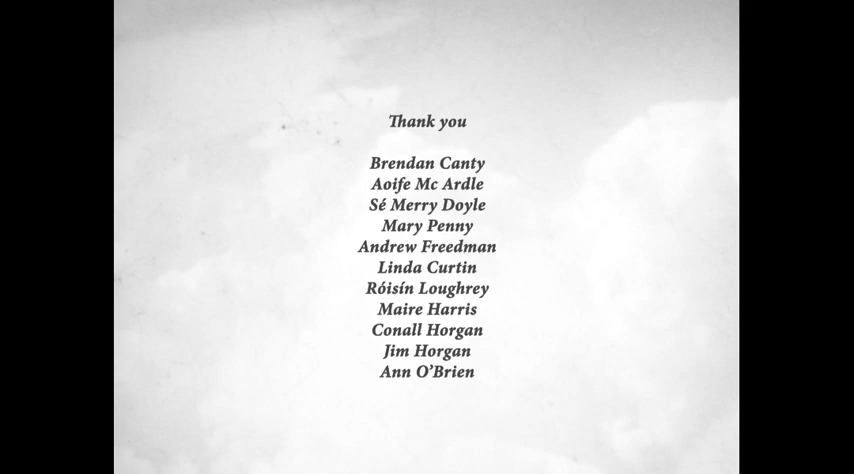 Thank you
Brendan Canty
Aoife Mc Ardle
Sé Merry Doyle
Mary Penny
Andrew Freedman
Linda Curtin
Róisín Loughrey
Maire Harris
Conall Horgan
Jim Horgan
Ann O’Brien